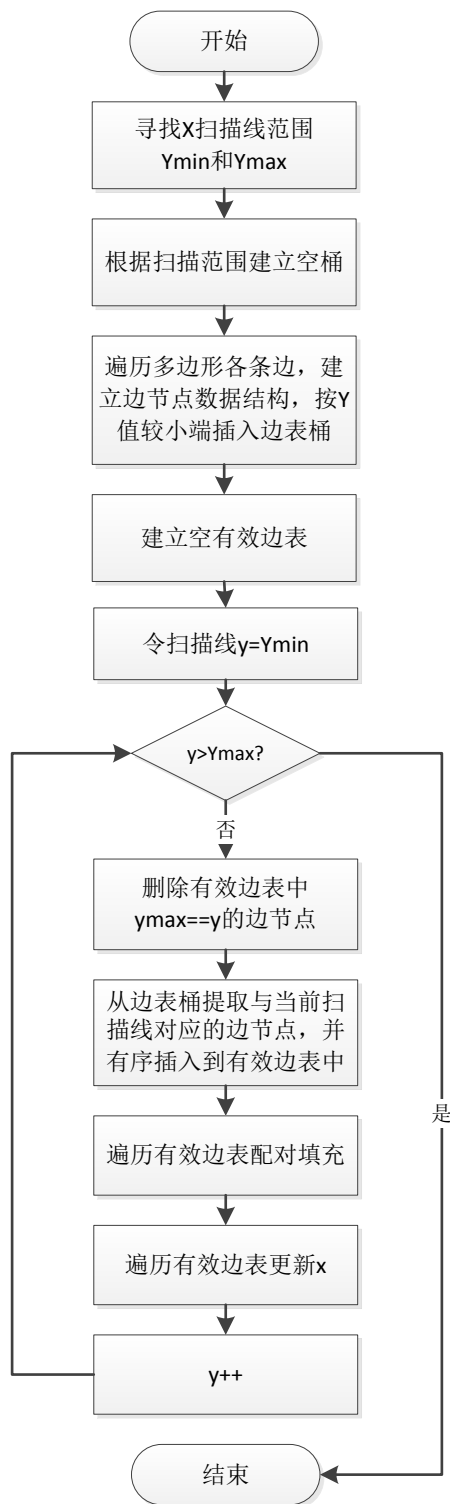 开始
寻找X扫描线范围
Ymin和Ymax
根据扫描范围建立空桶
遍历多边形各条边，建
立边节点数据结构，按Y
值较小端插入边表桶
建立空有效边表
令扫描线y=Ymin
y>Ymax?
否
删除有效边表中
ymax==y的边节点
从边表桶提取与当前扫
描线对应的边节点，并
有序插入到有效边表中
是
遍历有效边表配对填充
遍历有效边表更新x
y++
结束